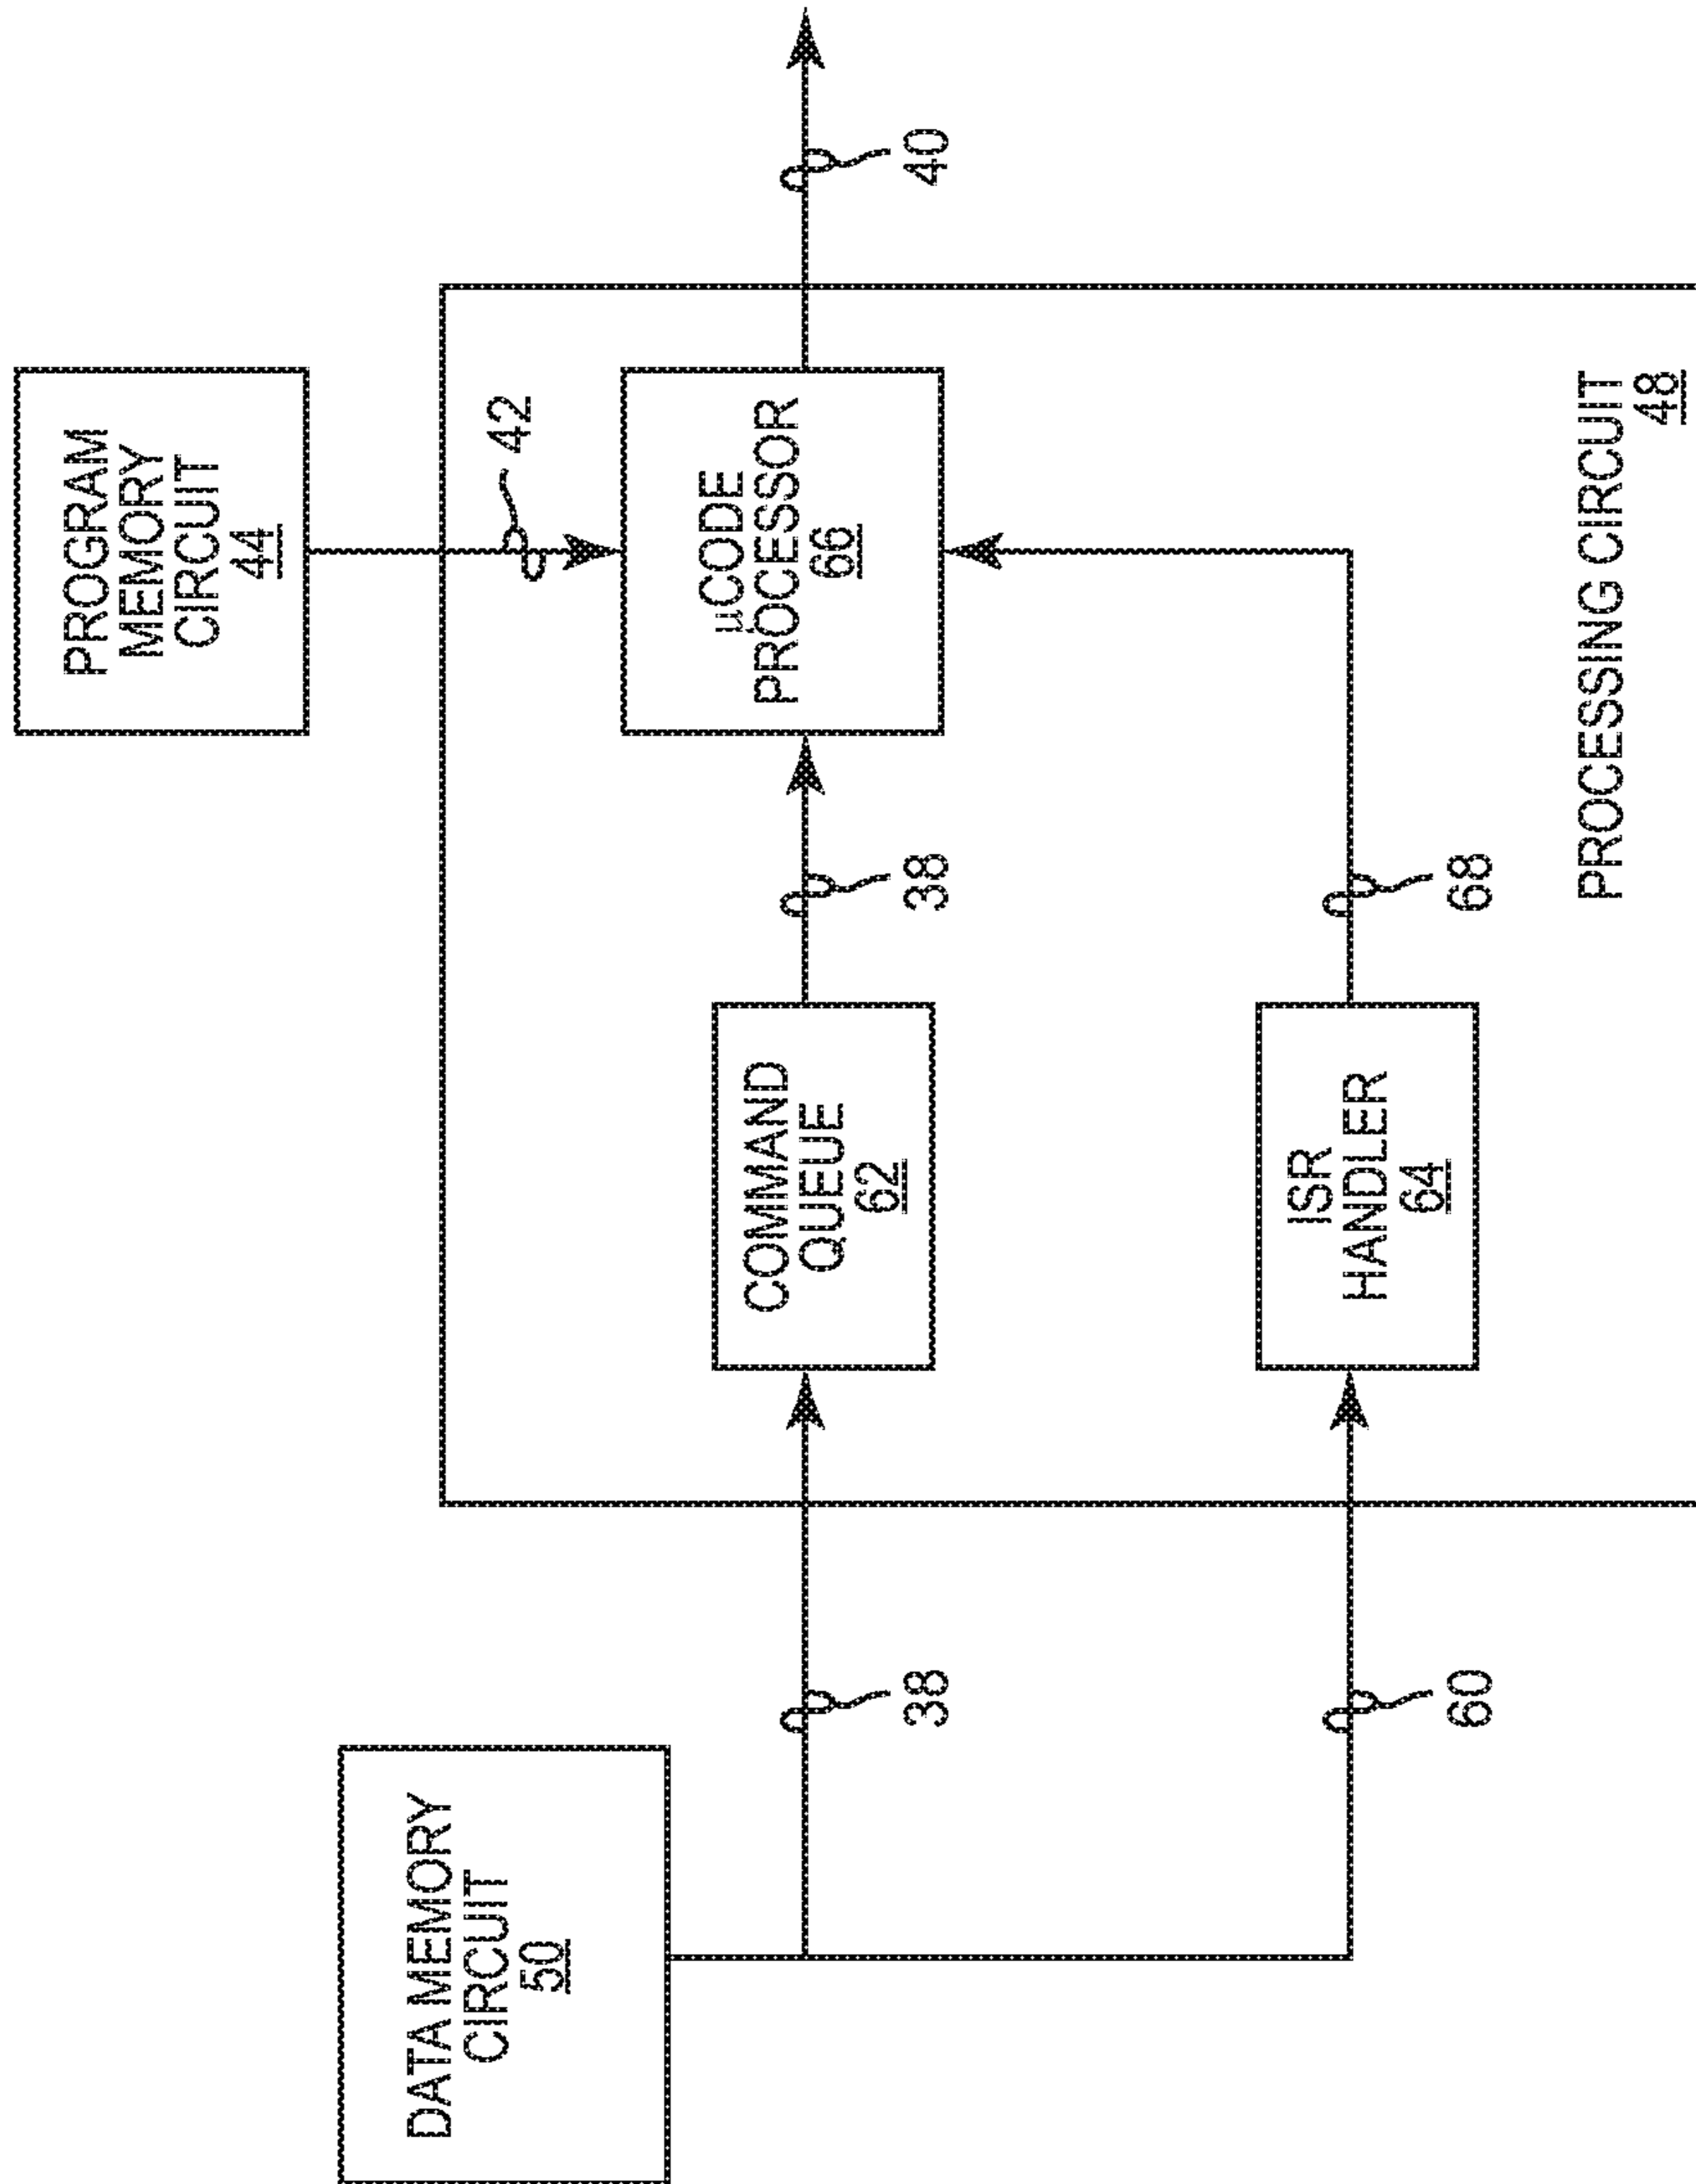 PROGRAM
MEMORY
CIRCUIT
44
42
DATA MEMORY
CIRCUIT
50
38
COMMAND
QUEUE
62
38
µCODE
PROCESSOR
66
40
60
ISR
HANDLER
64
68
PROCESSING CIRCUIT
48